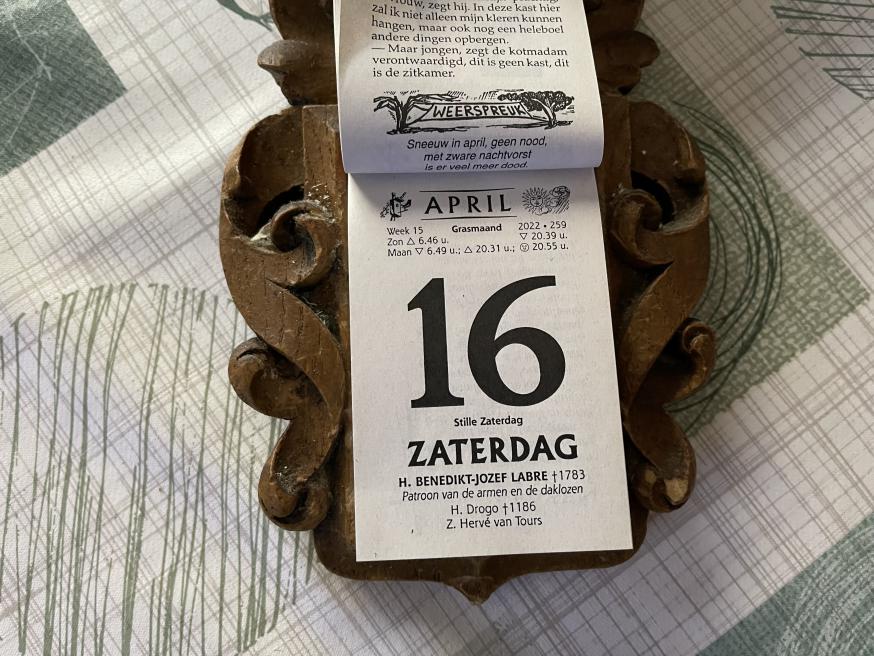 vrouw, zegt hij. In deze kast hier
zal ik niet alleen mijn kleren kunnen
hangen, maar ook nog een heleboel
andere dingen opbergen.
— Maar jongen, zegt de kotmadam
verontwaardigd, dit is geen kast, dit
is de zitkamer.
WEERSPREUK
Sneeuw in april, geen nood,
met zware nachtvorst
is er veel meer dood.
APRIL
Week 15 Grasmaand 2022 • 259
Zon △ 6.46 u. ▽ 20.39 u.
Maan ▽ 6.49 u.; △ 20.31 u.; 20.55 u.
16
Stille Zaterdag
ZATERDAG
H. BENEDIKT-JOZEF LABRE †1783
Patroon van de armen en de daklozen
H. Drogo †1186
Z. Hervé van Tours